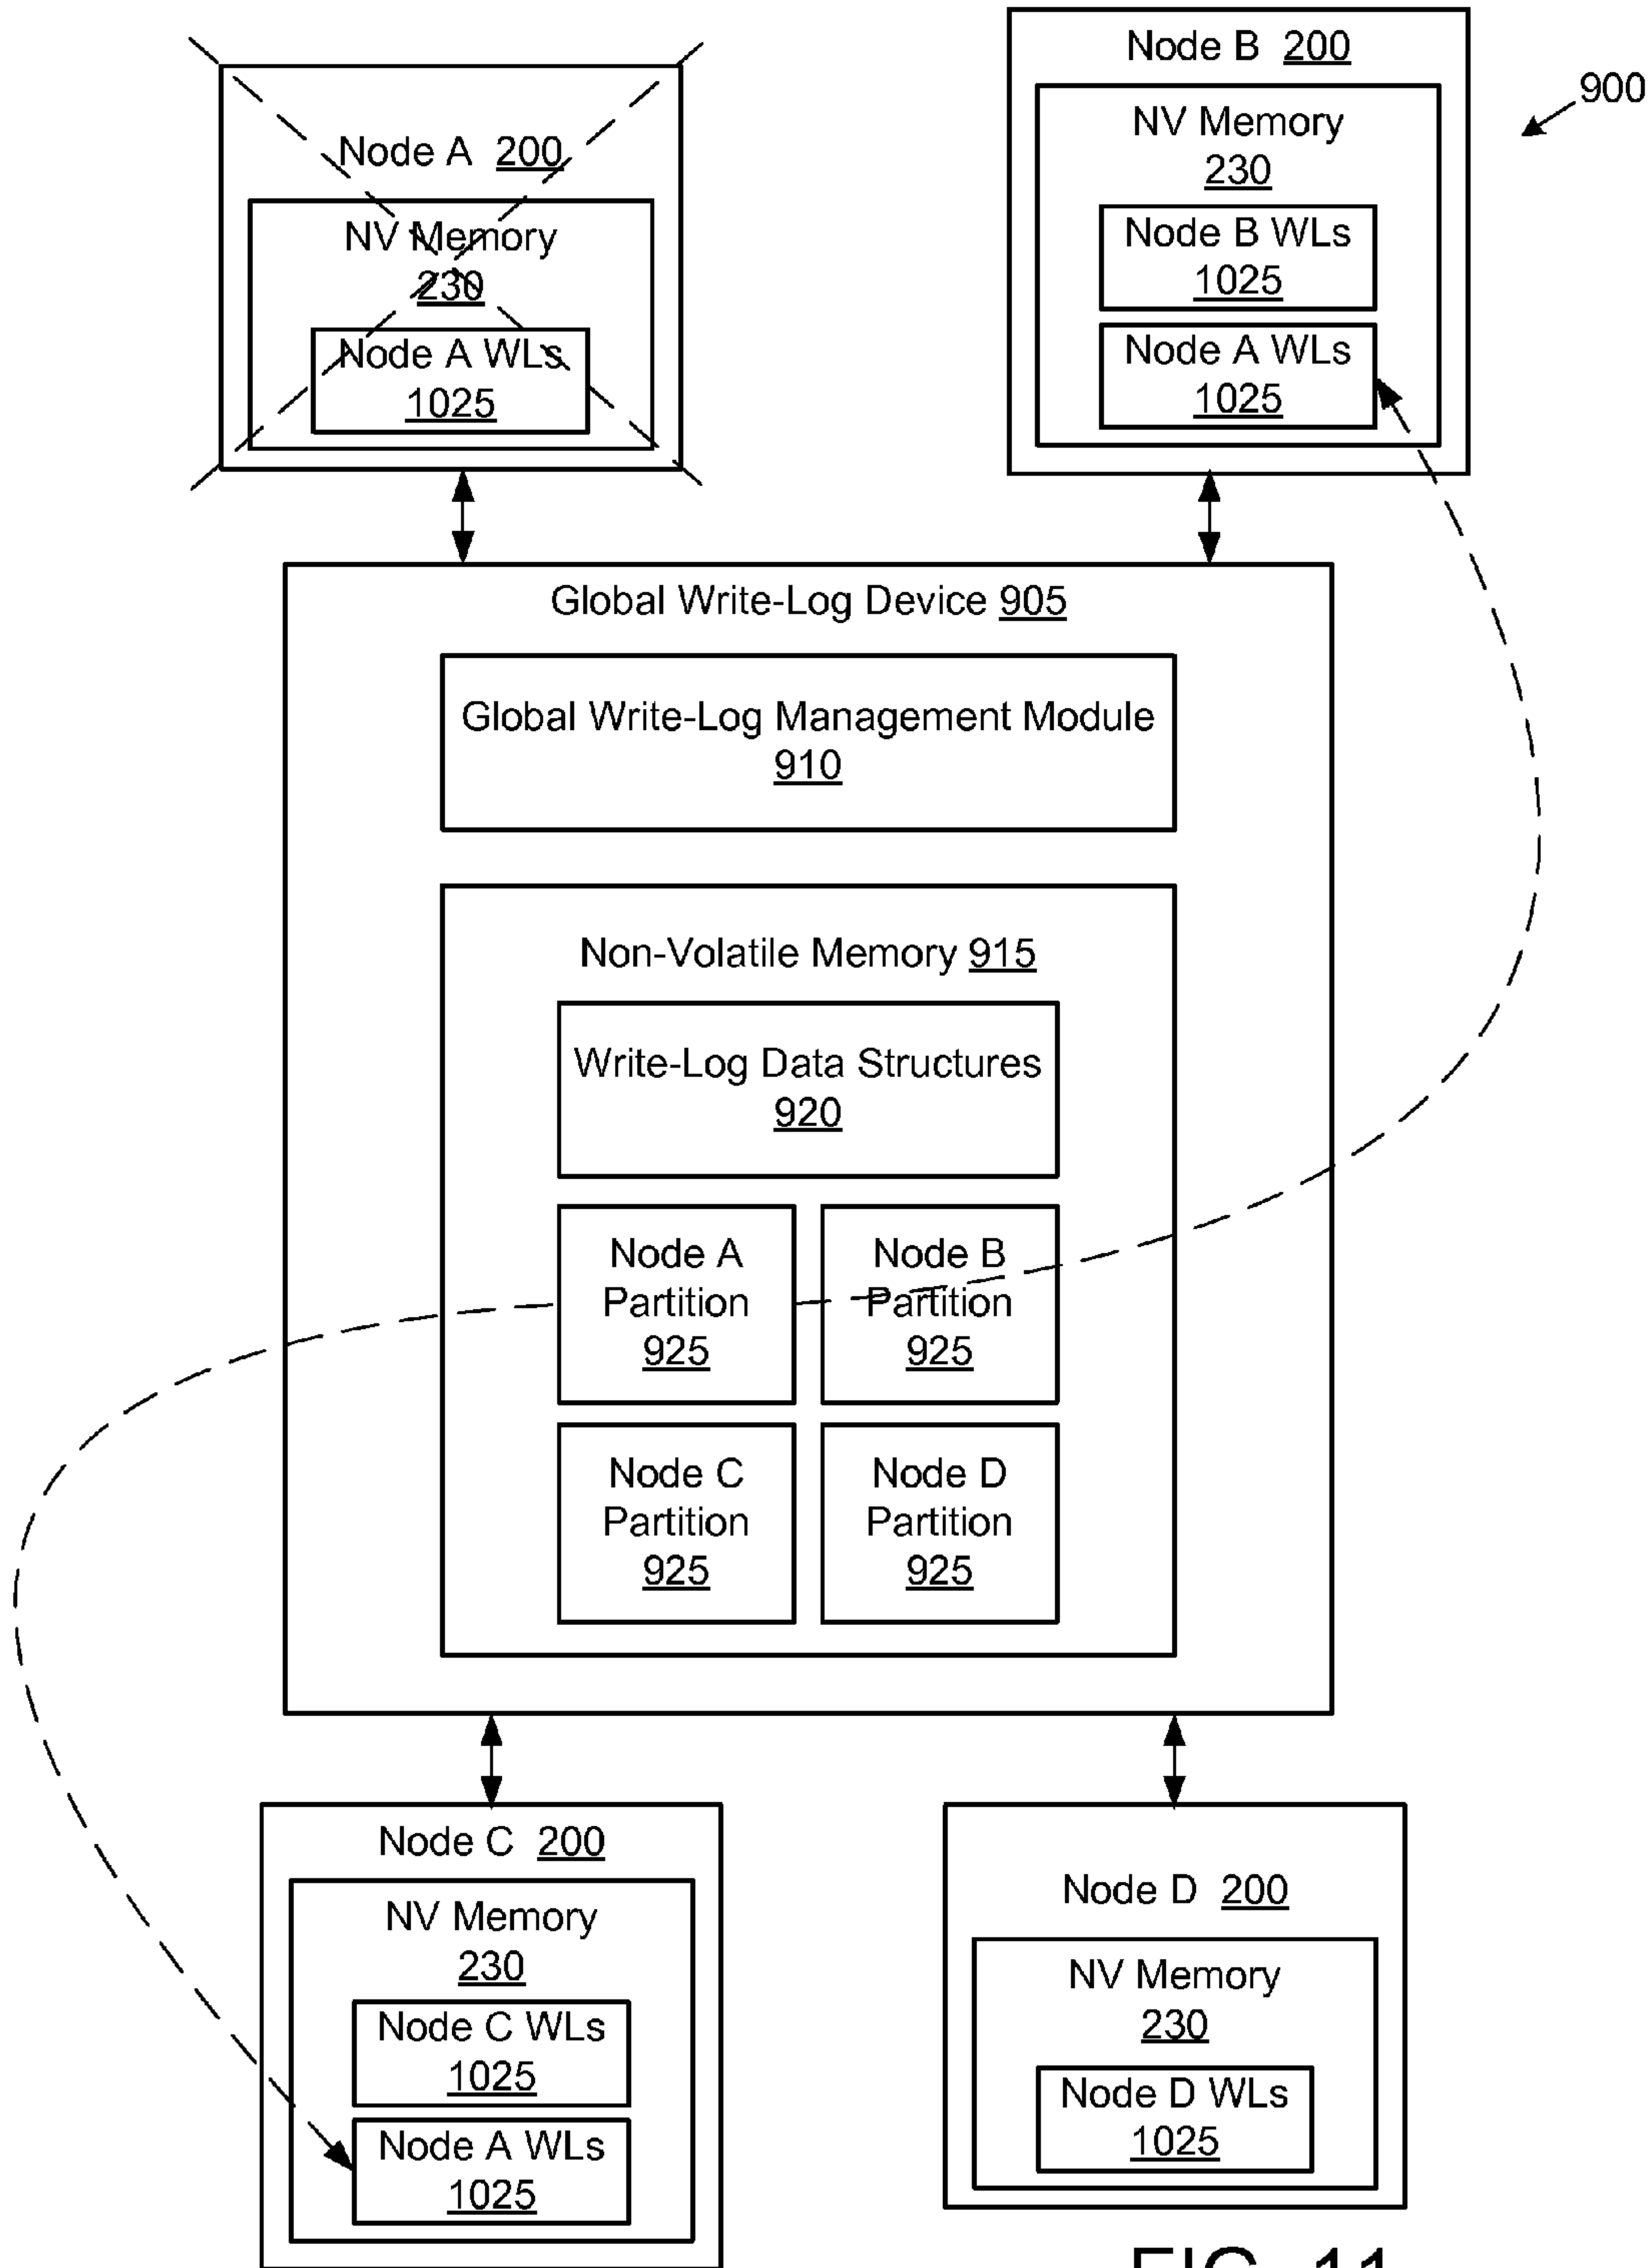 Node A 200
NV Memory
230
Node A WLs
1025
Node B 200
NV Memory
230
Node B WLs
1025
Node A WLs
1025
900
Global Write-Log Device 905
Global Write-Log Management Module
910
Non-Volatile Memory 915
Write-Log Data Structures
920
Node A
Partition
925
Node B
Partition
925
Node C
Partition
925
Node D
Partition
925
Node C 200
NV Memory
230
Node C WLs
1025
Node A WLs
1025
Node D 200
NV Memory
230
Node D WLs
1025
FIG. 11